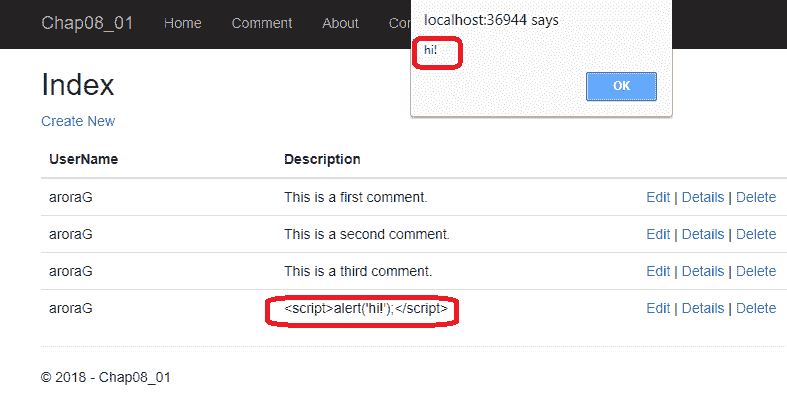 Chap08_01 Home Comment About Con
localhost:36944 says
hi!
OK
Index
Create New
UserName Description
aroraG This is a first comment. Edit | Details | Delete
aroraG This is a second comment. Edit | Details | Delete
aroraG This is a third comment. Edit | Details | Delete
aroraG <script>alert('hi!');</script> Edit | Details | Delete
© 2018 - Chap08_01